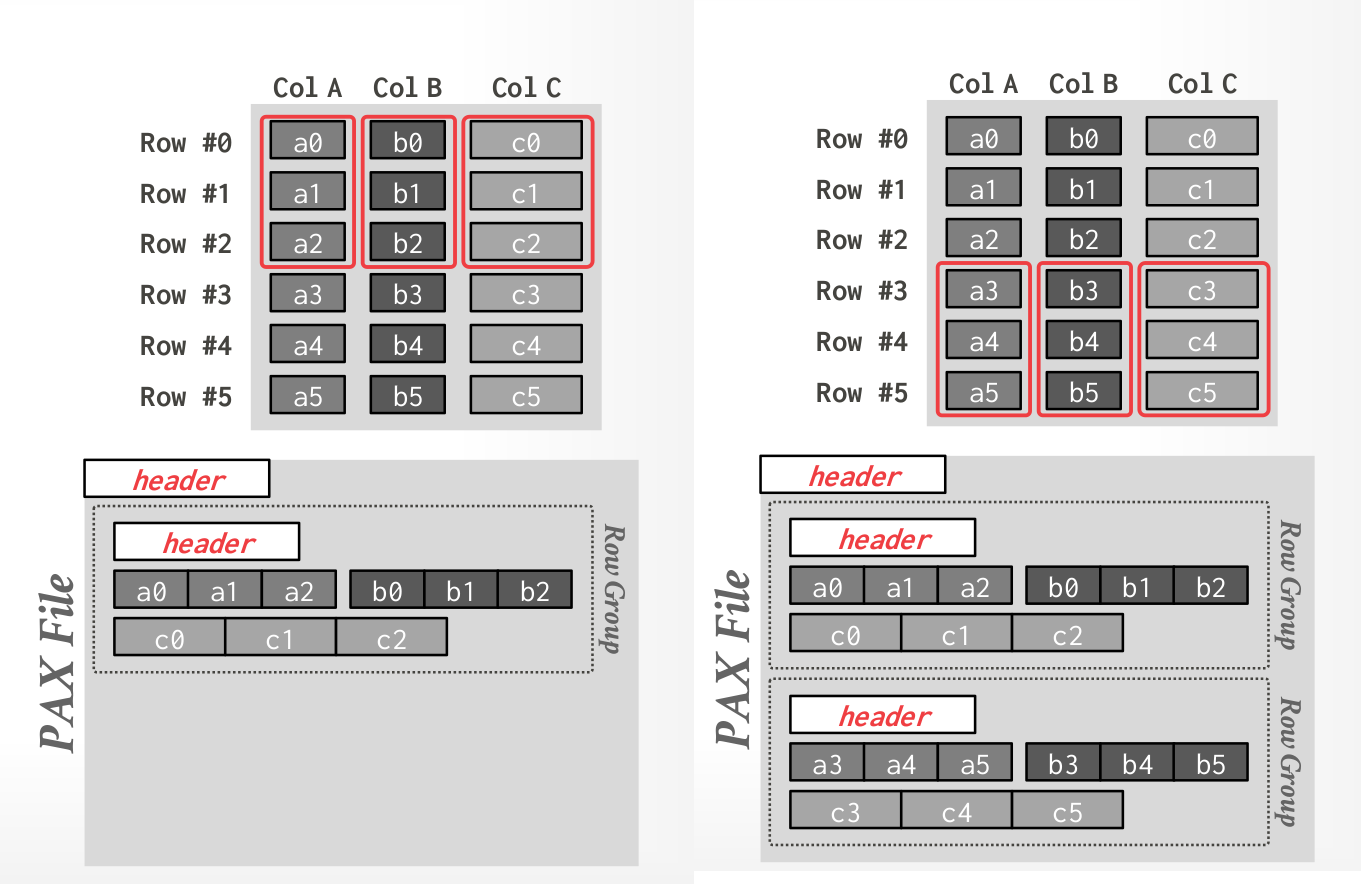 Col A Col B Col C
Row #0 a0 b0 c0
Row #1 a1 b1 c1
Row #2 a2 b2 c2
Row #3 a3 b3 c3
Row #4 a4 b4 c4
Row #5 a5 b5 c5
PAX File
header
Row Group
header
a0 a1 a2 b0 b1 b2
c0 c1 c2
Col A Col B Col C
Row #0 a0 b0 c0
Row #1 a1 b1 c1
Row #2 a2 b2 c2
Row #3 a3 b3 c3
Row #4 a4 b4 c4
Row #5 a5 b5 c5
PAX File
header
Row Group
header
a0 a1 a2 b0 b1 b2
c0 c1 c2
Row Group
header
a3 a4 a5 b3 b4 b5
c3 c4 c5